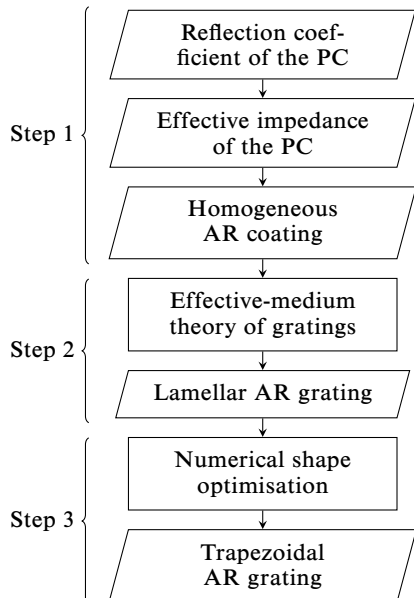 Reflection coef-
ficient of the PC
Step 1
Effective impedance
of the PC
Homogeneous
AR coating
Effective-medium
theory of gratings
Step 2
Lamellar AR grating
Numerical shape
optimisation
Step 3
Trapezoidal
AR grating